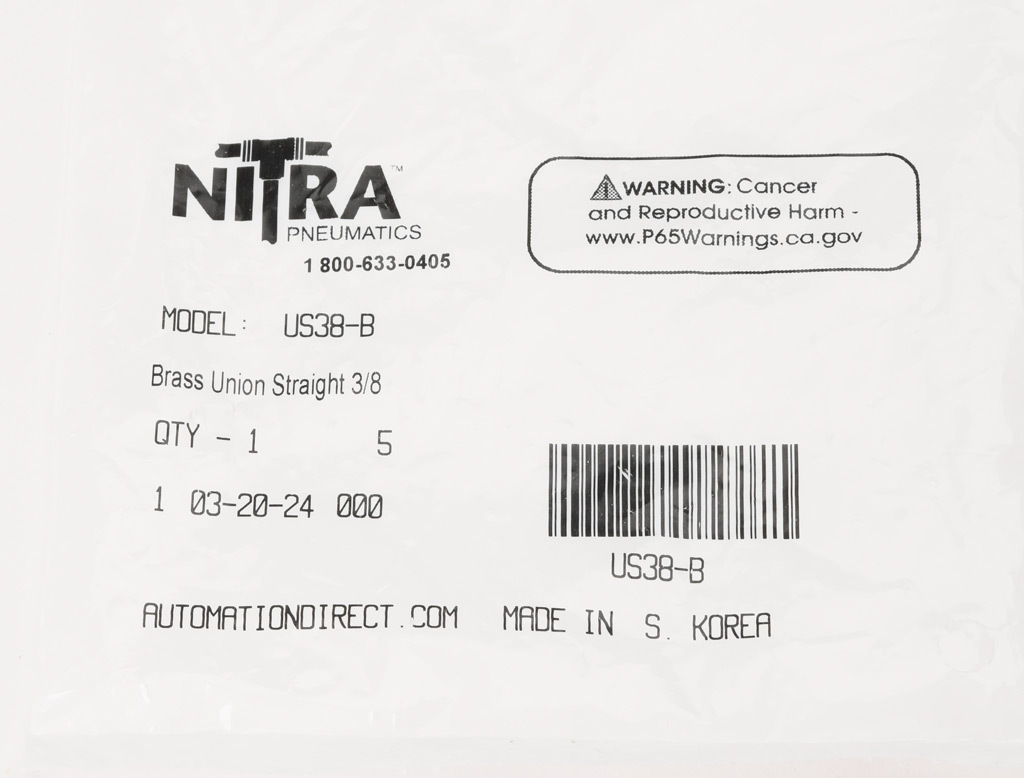 NITRA™
PNEUMATICS
1 800-633-0405
⚠WARNING: Cancer
and Reproductive Harm -
www.P65Warnings.ca.gov
MODEL: US38-B
Brass Union Straight 3/8
QTY - 1 5
1 03-20-24 000
US38-B
AUTOMATIONDIRECT.COM MADE IN S. KOREA